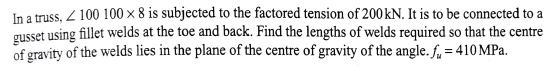 In a truss, ∠ 100 100 × 8 is subjected to the factored tension of 200 kN. It is to be connected to a
gusset using fillet welds at the toe and back. Find the lengths of welds required so that the centre
of gravity of the welds lies in the plane of the centre of gravity of the angle. fᵤ = 410 MPa.